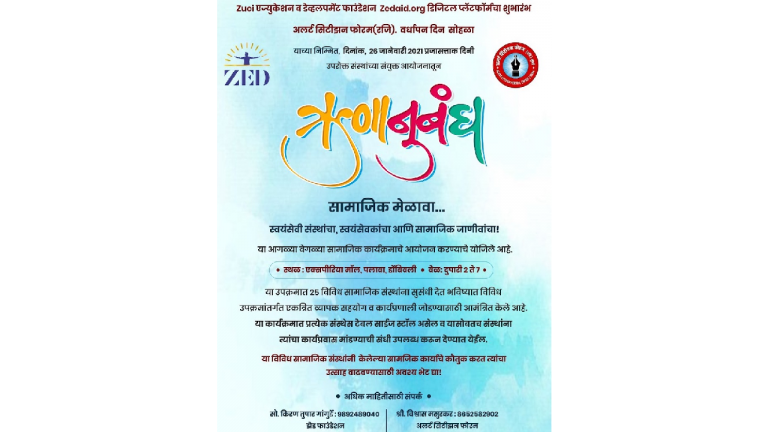 Zuci एज्युकेशन व डेव्हलपमेंट फाउंडेशन Zedaid.org डिजिटल प्लॅटफॉर्मचा शुभारंभ
अलर्ट सिटीझन फोरम(रजि). वर्धापन दिन सोहळा
याच्या निमित्त, दिनांक, 26 जानेवारी 2021 प्रजासत्ताक दिनी
उपरोक्त संस्थांच्या संयुक्त आयोजनातून
ZED
ऋणानुबंध
सामाजिक मेळावा...
स्वयंसेवी संस्थांचा, स्वयंसेवकांचा आणि सामाजिक जाणीवांचा!
या आगळ्या वेगळ्या सामाजिक कार्यक्रमाचे आयोजन करण्याचे योजिले आहे.
• स्थळ : एक्सपीरिया मॉल, पलावा, डोंबिवली • वेळ: दुपारी 2 ते 7 •
या उपक्रमात 25 विविध सामाजिक संस्थांना सुसंधी देत भविष्यात विविध
उपक्रमांतर्गत एकत्रित व्यापक सहयोग व कार्यप्रणाली जोडण्यासाठी आमंत्रित केले आहे.
या कार्यक्रमात प्रत्येक संस्थेस टेबल साईज स्टॉल असेल व यासोबतच संस्थांना
त्यांचा कार्यप्रवास मांडण्याची संधी उपलब्ध करून देण्यात येईल.
या विविध सामाजिक संस्थांनी केलेल्या सामजिक कार्याचे कौतुक करत त्यांचा
उत्साह वाढवण्यासाठी अवश्य भेट द्या!
• अधिक माहितीसाठी संपर्क •
सौ. किरण तुषार मांगुर्डे : 9892489040
झेड फाउंडेशन
श्री. विश्वास मसुरकर : 8652582902
अलर्ट सिटीझन फोरम